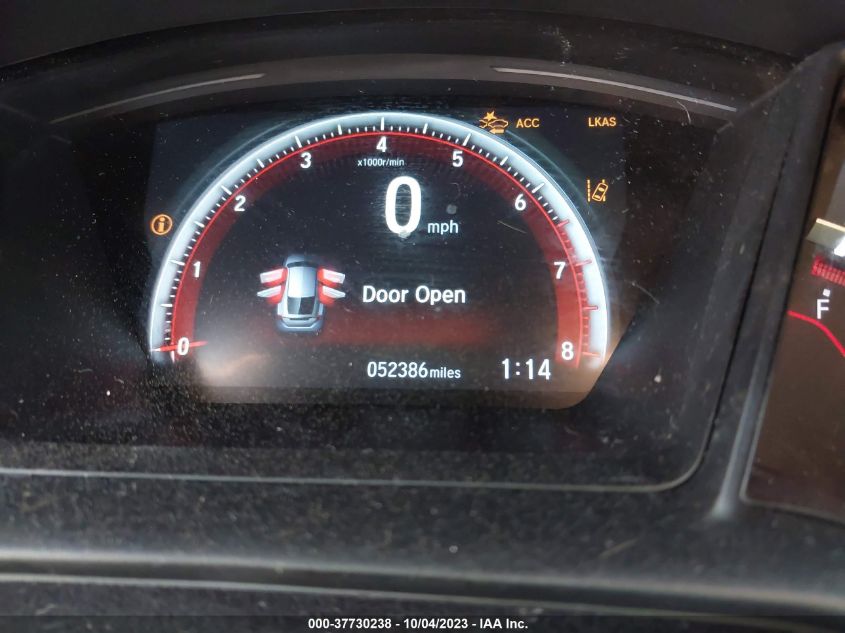 ACC LKAS
4
3 5
x1000r/min
2 0 mph 6
i
1 7
Door Open
0 8
052386 miles 1:14
F
000-37730238 - 10/04/2023 - IAA Inc.